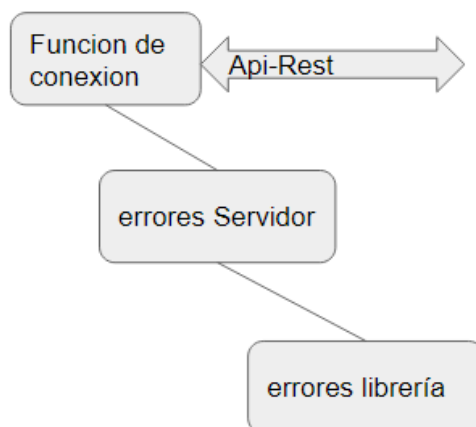 Funcion de
conexion
Api-Rest
errores Servidor
errores librería